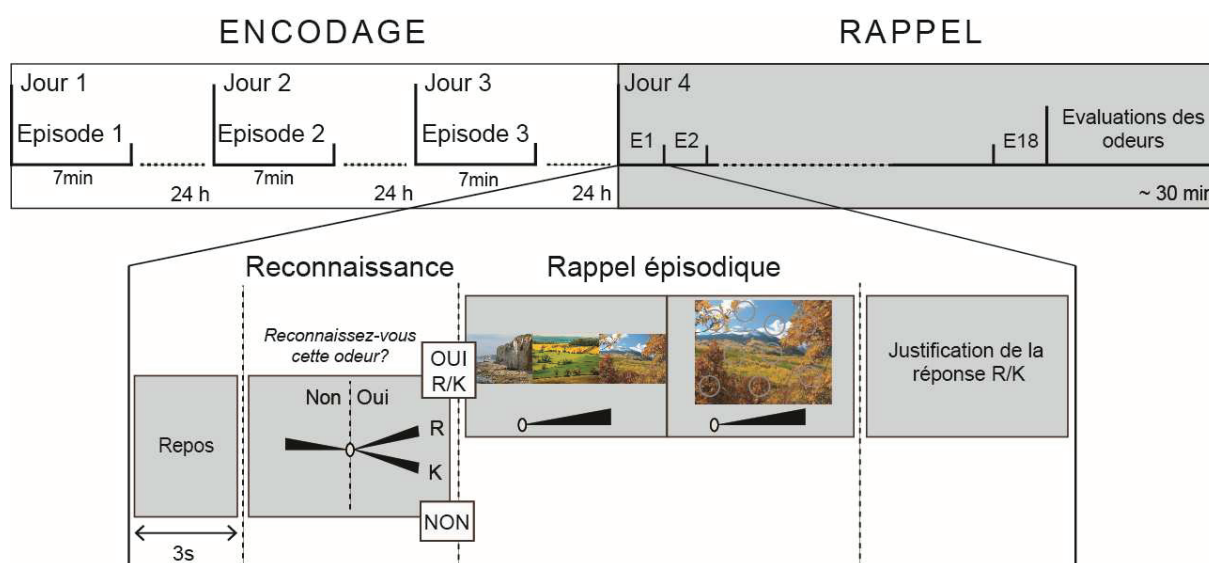 ENCODAGE
RAPPEL
Jour 1
Jour 2
Jour 3
Jour 4
Episode 1
Episode 2
Episode 3
E1
E2
E18
Evaluations des
odeurs
7min
7min
7min
24 h
24 h
24 h
~ 30 min
Reconnaissance
Rappel épisodique
Reconnaissez-vous
cette odeur?
OUI
R/K
Non
Oui
R
K
NON
Repos
3s
Justification de la
réponse R/K